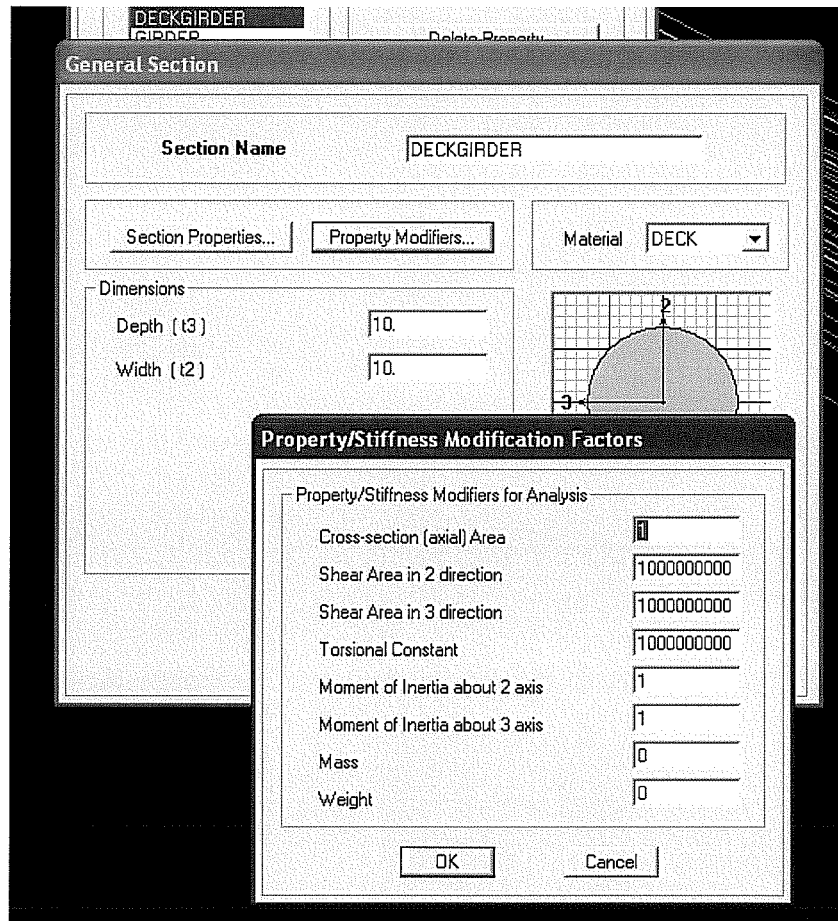 DECKGIRDER
GIRDER
Delete Property
General Section
Section Name DECKGIRDER
Section Properties... Property Modifiers... Material DECK
Dimensions
Depth ( t3 ) 10.
Width ( t2 ) 10.
2
3
Property/Stiffness Modification Factors
Property/Stiffness Modifiers for Analysis
Cross-section (axial) Area 1
Shear Area in 2 direction 1000000000
Shear Area in 3 direction 1000000000
Torsional Constant 1000000000
Moment of Inertia about 2 axis 1
Moment of Inertia about 3 axis 1
Mass 0
Weight 0
OK Cancel